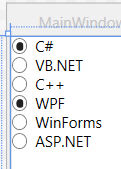 MainWindow
C#
VB.NET
C++
WPF
WinForms
ASP.NET